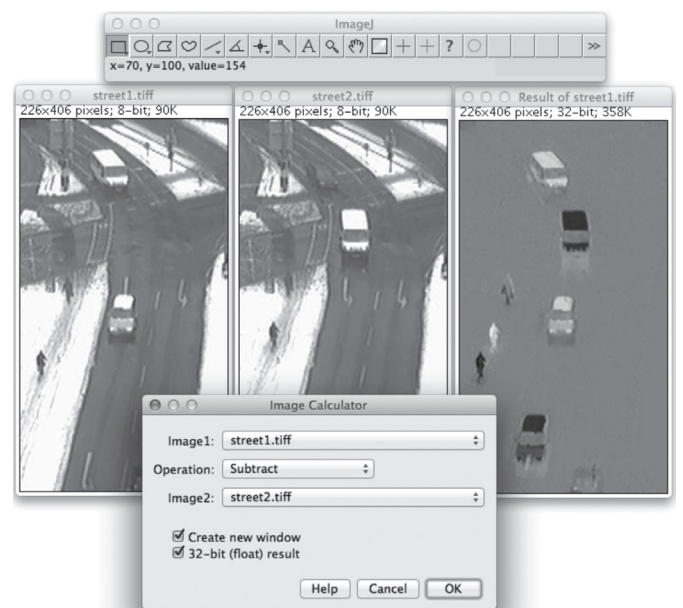 ImageJ
A ? >>
x=70, y=100, value=154
street1.tiff
226x406 pixels; 8-bit; 90K
street2.tiff
226x406 pixels; 8-bit; 90K
Result of street1.tiff
226x406 pixels; 32-bit; 358K
Image Calculator
Image1: street1.tiff
Operation: Subtract
Image2: street2.tiff
Create new window
32-bit (float) result
Help Cancel OK